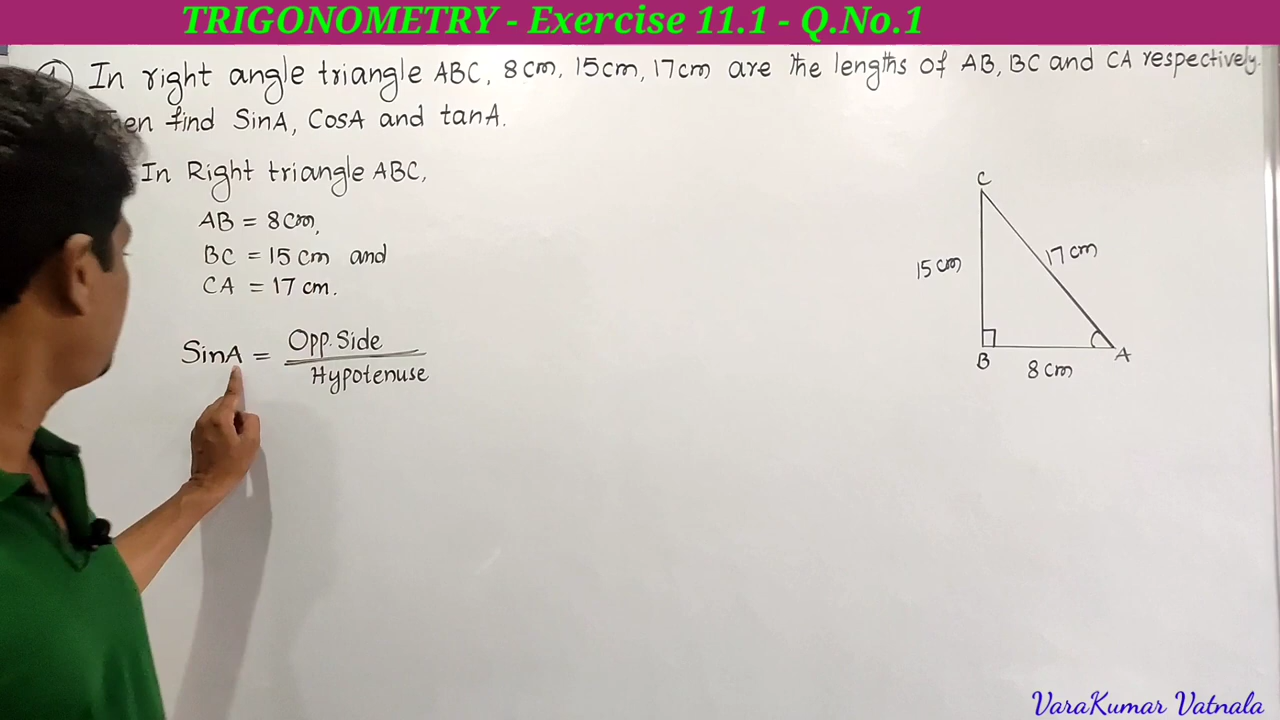 TRIGONOMETRY - Exercise 11.1 - Q.No.1
In right angle triangle ABC, 8cm, 15cm, 17cm are the lengths of AB, BC and CA respectively.
find SinA, CosA and tanA.
In Right triangle ABC,
AB = 8cm,
BC = 15 cm and
CA = 17 cm.
SinA = Opp. Side
Hypotenuse
C
15 cm
17 cm
B
A
8 cm
VaraKumar Vatnala